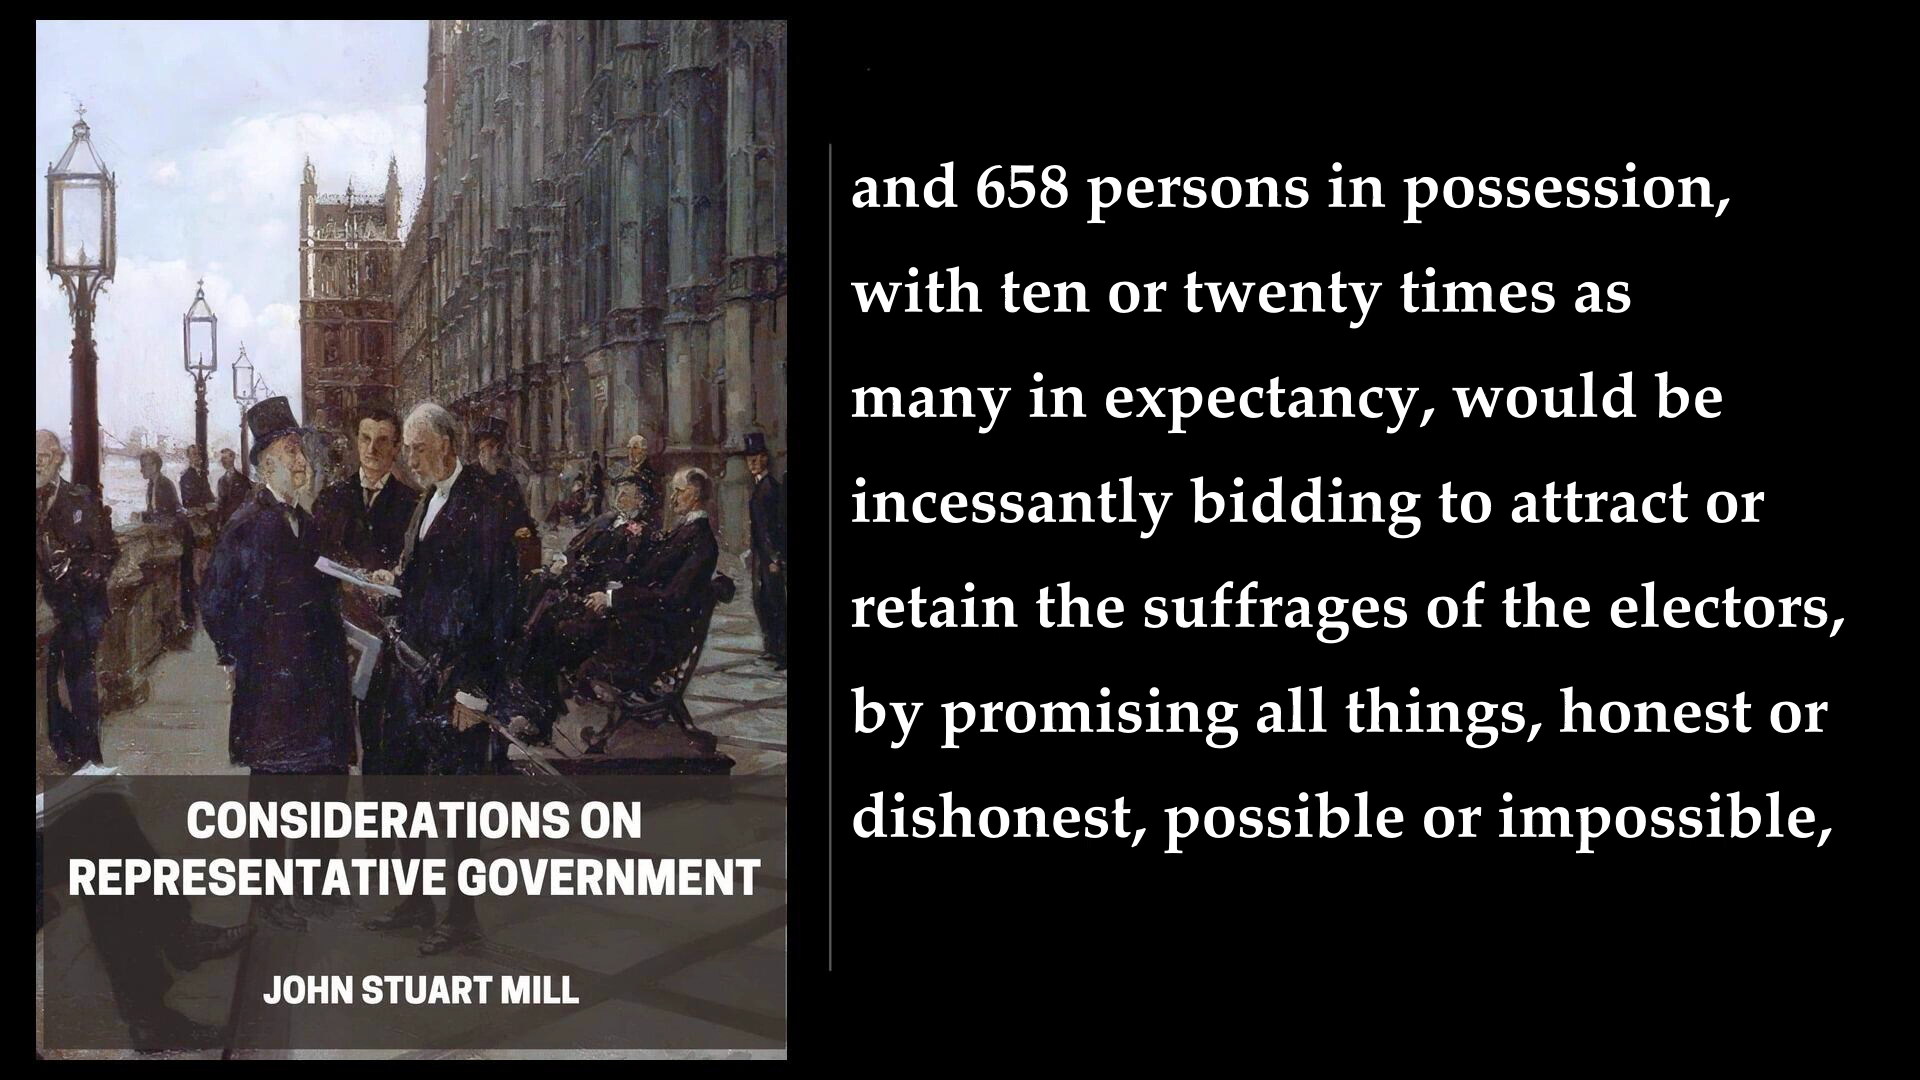 CONSIDERATIONS ON
REPRESENTATIVE GOVERNMENT
JOHN STUART MILL
and 658 persons in possession,
with ten or twenty times as
many in expectancy, would be
incessantly bidding to attract or
retain the suffrages of the electors,
by promising all things, honest or
dishonest, possible or impossible,